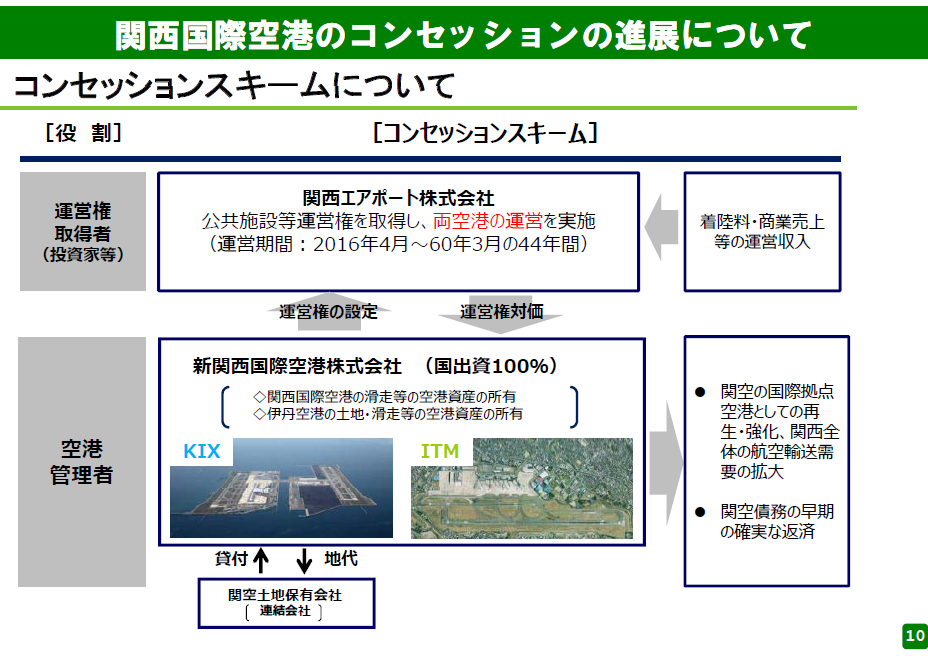 関西国際空港のコンセッションの進展について
コンセッションスキームについて
［役 割］
［コンセッションスキーム］
運営権
取得者
（投資家等）
関西エアポート株式会社
公共施設等運営権を取得し、両空港の運営を実施
（運営期間：2016年4月～60年3月の44年間）
着陸料・商業売上
等の運営収入
運営権の設定
運営権対価
空港
管理者
新関西国際空港株式会社 （国出資100%）
◇関西国際空港の滑走等の空港資産の所有
◇伊丹空港の土地・滑走等の空港資産の所有
KIX
ITM
● 関空の国際拠点
空港としての再
生・強化、関西全
体の航空輸送需
要の拡大
● 関空債務の早期
の確実な返済
貸付
地代
関空土地保有会社
［ 連結会社 ］
10